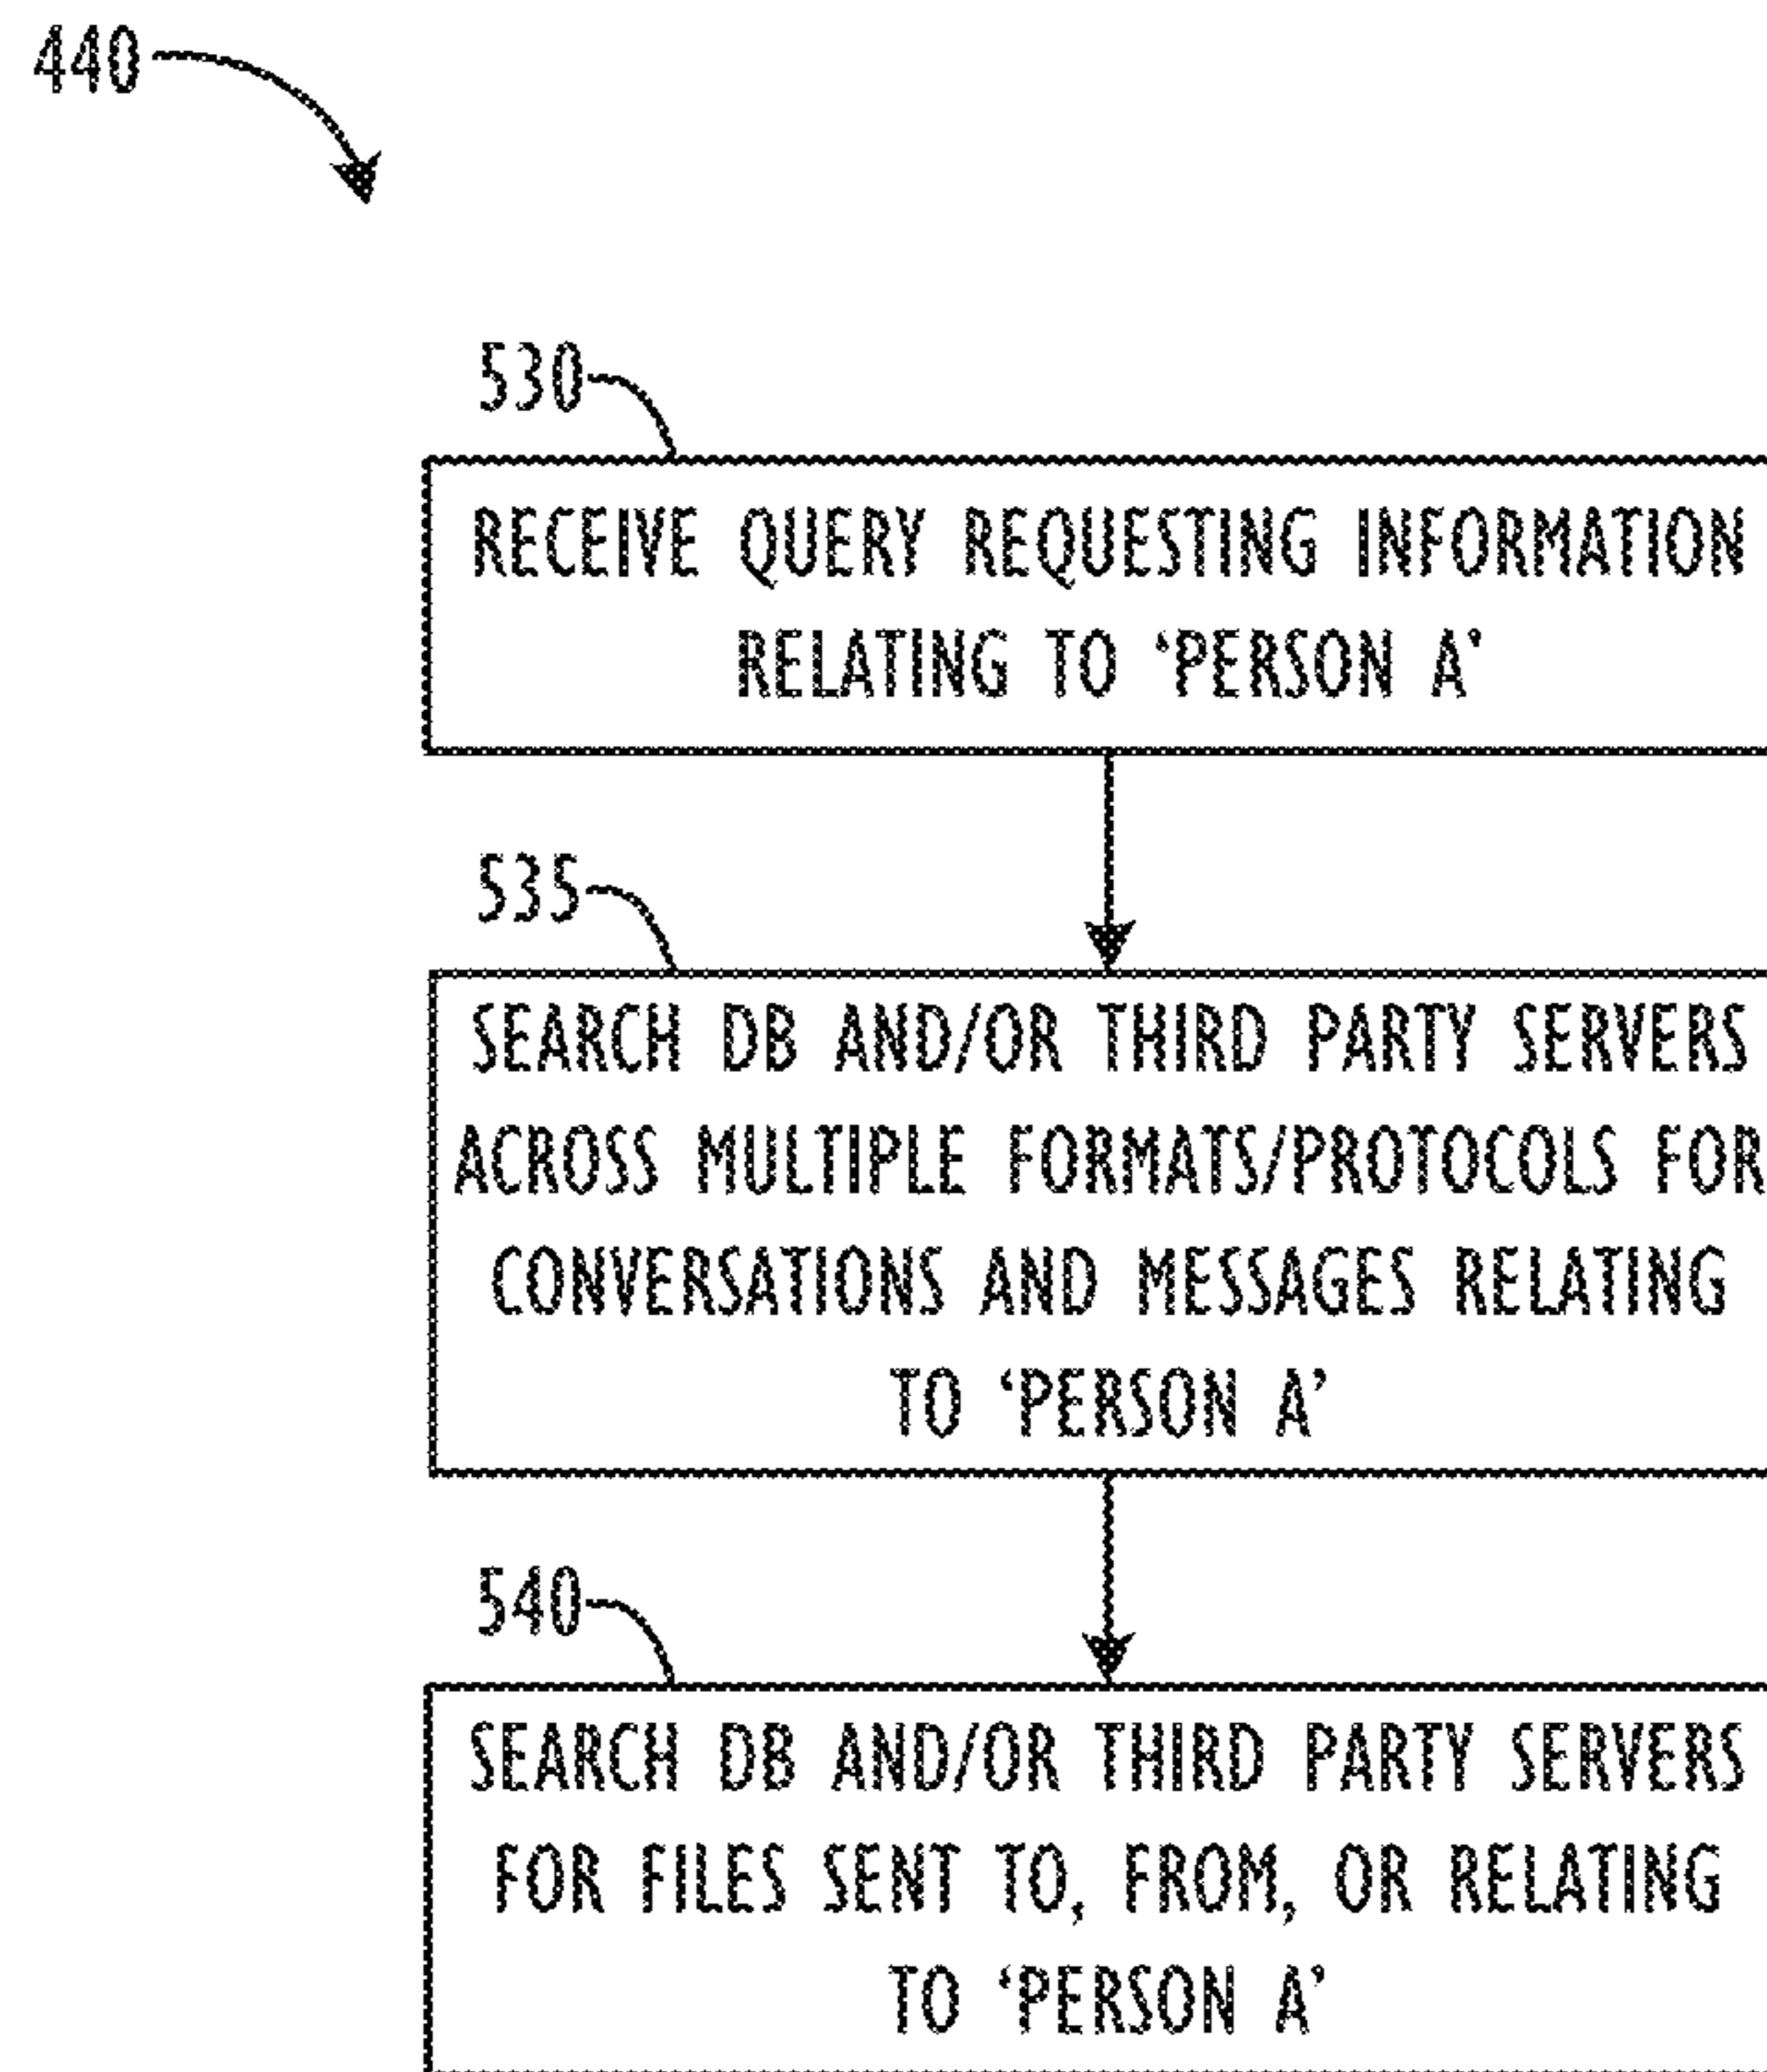 440
530
RECEIVE QUERY REQUESTING INFORMATION
RELATING TO ‘PERSON A’
535
SEARCH DB AND/OR THIRD PARTY SERVERS
ACROSS MULTIPLE FORMATS/PROTOCOLS FOR
CONVERSATIONS AND MESSAGES RELATING
TO ‘PERSON A’
540
SEARCH DB AND/OR THIRD PARTY SERVERS
FOR FILES SENT TO, FROM, OR RELATING
TO ‘PERSON A’